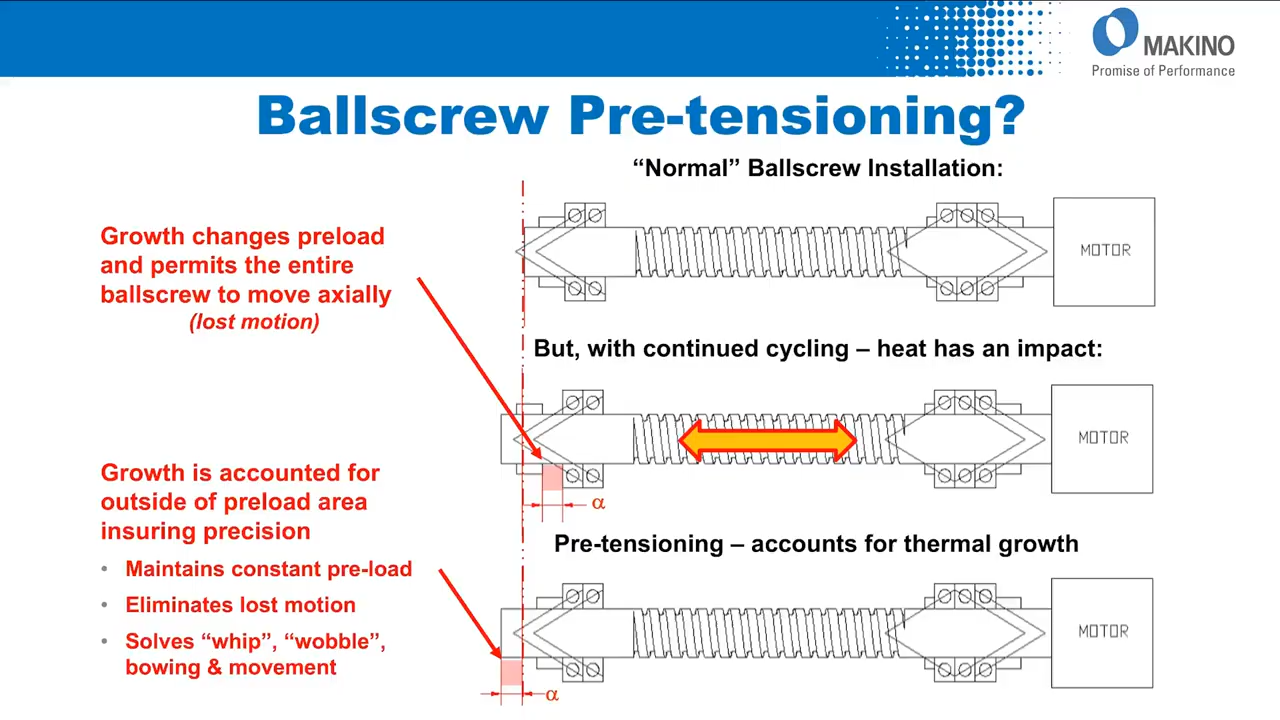 MAKINO
Promise of Performance
Ballscrew Pre-tensioning?
“Normal” Ballscrew Installation:
Growth changes preload
and permits the entire
ballscrew to move axially
(lost motion)
MOTOR
But, with continued cycling – heat has an impact:
MOTOR
α
Growth is accounted for
outside of preload area
insuring precision
• Maintains constant pre-load
• Eliminates lost motion
• Solves “whip”, “wobble”,
bowing & movement
Pre-tensioning – accounts for thermal growth
MOTOR
α